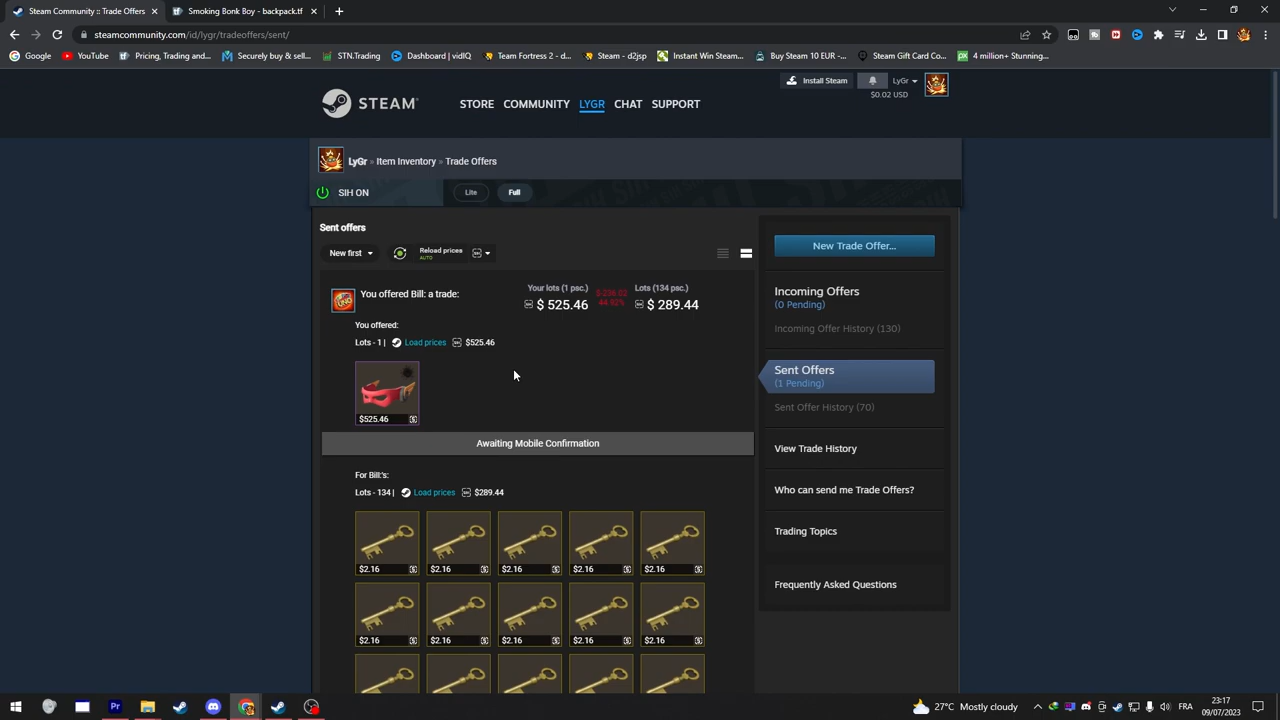 Steam Community :: Trade Offers
Smoking Bonk Boy - backpack.tf
steamcommunity.com/id/lygr/tradeoffers/sent/
Google
YouTube
Pricing, Trading and...
Securely buy & sell...
STN.Trading
Dashboard | vidIQ
Team Fortress 2 - d...
Steam - d2jsp
Instant Win Steam...
Buy Steam 10 EUR -...
Steam Gift Card Co...
4 million+ Stunning...
Install Steam
LyGr
$0.02 USD
STEAM®
STORE COMMUNITY LYGR CHAT SUPPORT
LyGr » Item Inventory » Trade Offers
SIH ON
Lite
Full
Sent offers
New first
Reload prices
AUTO
You offered Bill: a trade:
Your lots (1 psc.)
$ 525.46
44.92%
Lots (134 psc.)
$ 289.44
You offered:
Lots - 1 | Load prices $525.46
$525.46
Awaiting Mobile Confirmation
For Bill:'s:
Lots - 134 | Load prices $289.44
$2.16 $2.16 $2.16 $2.16 $2.16
$2.16 $2.16 $2.16 $2.16 $2.16
New Trade Offer...
Incoming Offers
(0 Pending)
Incoming Offer History (130)
Sent Offers
(1 Pending)
Sent Offer History (70)
View Trade History
Who can send me Trade Offers?
Trading Topics
Frequently Asked Questions
Pr
27°C Mostly cloudy
FRA
23:17
09/07/2023